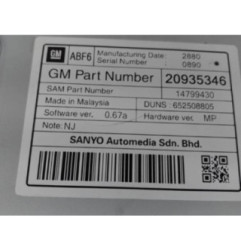 GM ABF6 Manufacturing Date: 2680
Serial Number 0890
GM Part Number 20935346
SAM Part Number 14799430
Made in Malaysia DUNS : 652508805
Software ver. 0.67a Hardware ver. MP
Note: NJ
SANYO Automedia Sdn. Bhd.